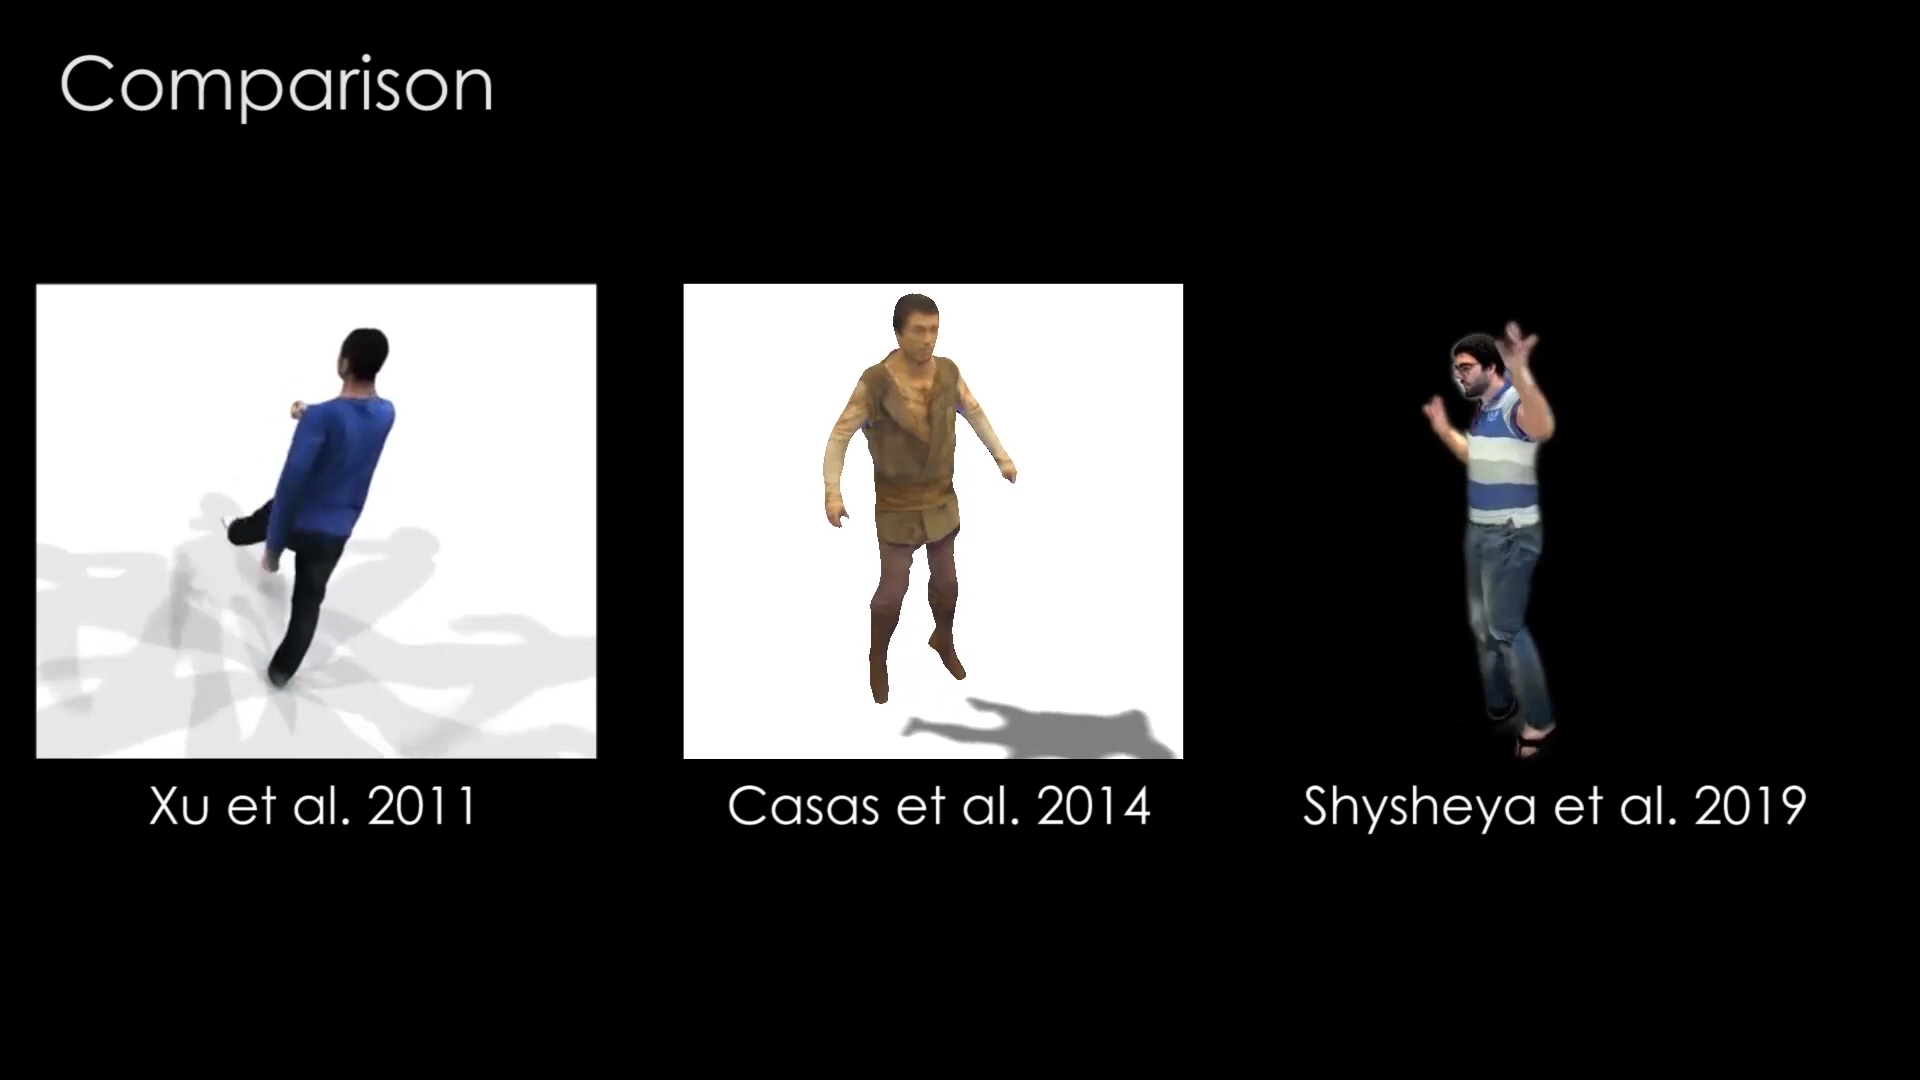 Comparison
Xu et al. 2011
Casas et al. 2014
Shysheya et al. 2019